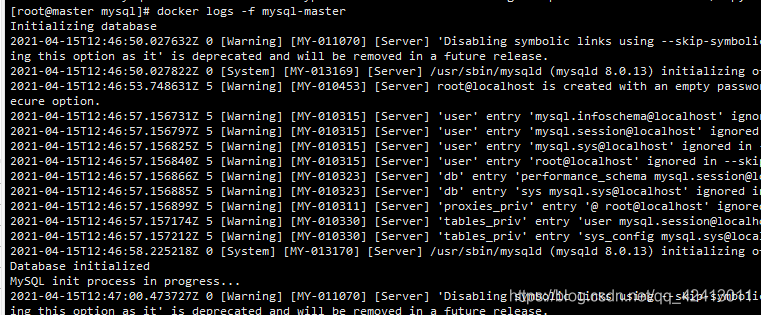 [root@master mysql]# docker logs -f mysql-master
Initializing database
2021-04-15T12:46:50.027632Z 0 [Warning] [MY-011070] [Server] 'Disabling symbolic links using --skip-symboli
ing this option as it' is deprecated and will be removed in a future release.
2021-04-15T12:46:50.027822Z 0 [System] [MY-013169] [Server] /usr/sbin/mysqld (mysqld 8.0.13) initializing o
2021-04-15T12:46:53.748631Z 5 [Warning] [MY-010453] [Server] root@localhost is created with an empty passwo
ecure option.
2021-04-15T12:46:57.156731Z 5 [Warning] [MY-010315] [Server] 'user' entry 'mysql.infoschema@localhost' igno
2021-04-15T12:46:57.156797Z 5 [Warning] [MY-010315] [Server] 'user' entry 'mysql.session@localhost' ignored
2021-04-15T12:46:57.156825Z 5 [Warning] [MY-010315] [Server] 'user' entry 'mysql.sys@localhost' ignored in -
2021-04-15T12:46:57.156840Z 5 [Warning] [MY-010315] [Server] 'user' entry 'root@localhost' ignored in --skip
2021-04-15T12:46:57.156866Z 5 [Warning] [MY-010323] [Server] 'db' entry 'performance_schema mysql.session@l
2021-04-15T12:46:57.156885Z 5 [Warning] [MY-010323] [Server] 'db' entry 'sys mysql.sys@localhost' ignored i
2021-04-15T12:46:57.156899Z 5 [Warning] [MY-010311] [Server] 'proxies_priv' entry '@ root@localhost' ignore
2021-04-15T12:46:57.157174Z 5 [Warning] [MY-010330] [Server] 'tables_priv' entry 'user mysql.session@localh
2021-04-15T12:46:57.157212Z 5 [Warning] [MY-010330] [Server] 'tables_priv' entry 'sys_config mysql.sys@loca
2021-04-15T12:46:58.225218Z 0 [System] [MY-013170] [Server] /usr/sbin/mysqld (mysqld 8.0.13) initializing o
Database initialized
MySQL init process in progress...
2021-04-15T12:47:00.473727Z 0 [Warning] [MY-011070] [Server] 'Disabling symbolic links using --skip-symboli
ing this option as it' is deprecated and will be removed in a future release.
https://blog.csdn.net/qq_42413011